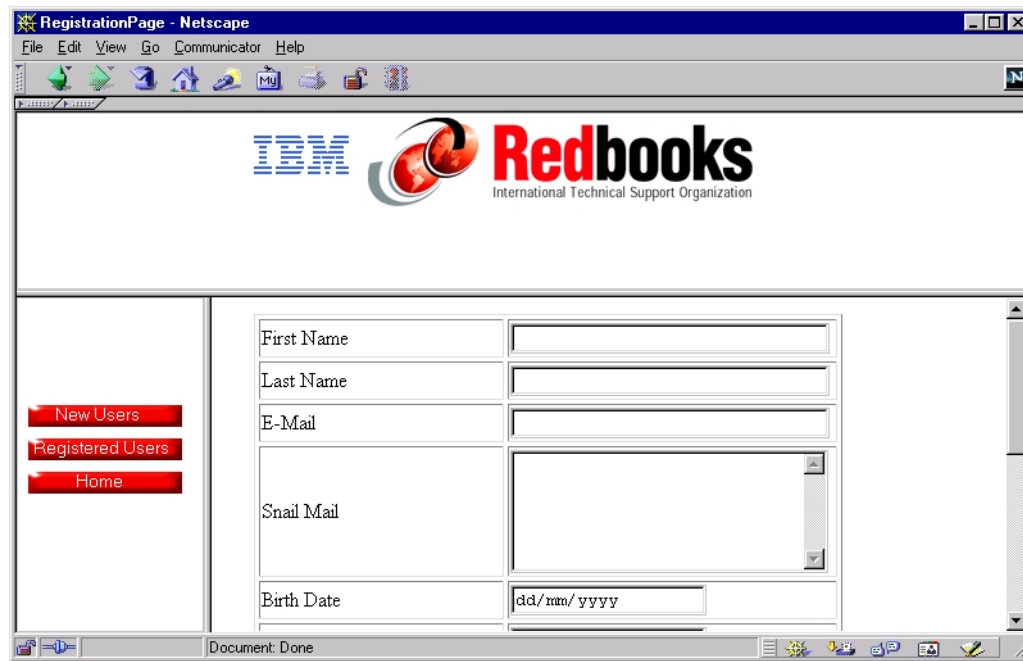 RegistrationPage - Netscape
File Edit View Go Communicator Help
My
N
IBM Redbooks
International Technical Support Organization
New Users
Registered Users
Home
First Name
Last Name
E-Mail
Snail Mail
Birth Date
dd/mm/yyyy
Document: Done